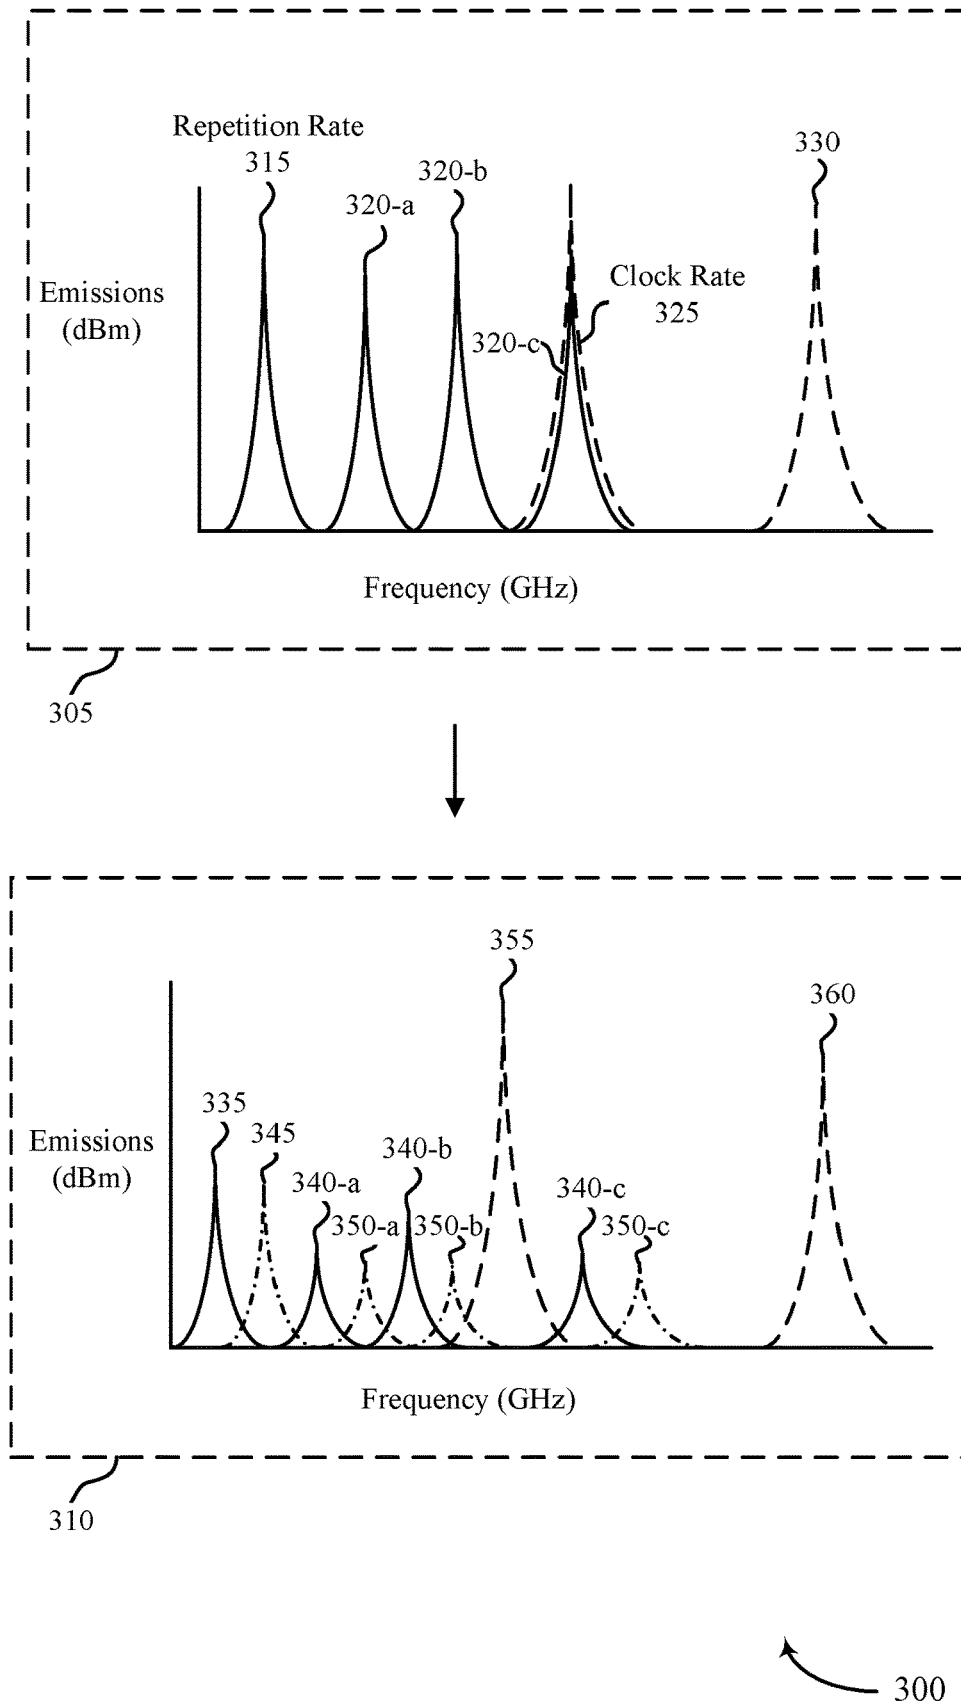 Repetition Rate
315
320-a
320-b
330
Emissions
(dBm)
Clock Rate
325
320-c
Frequency (GHz)
305
355
360
335
345
340-b
Emissions
(dBm)
340-a
340-c
350-a
350-b
350-c
Frequency (GHz)
310
300